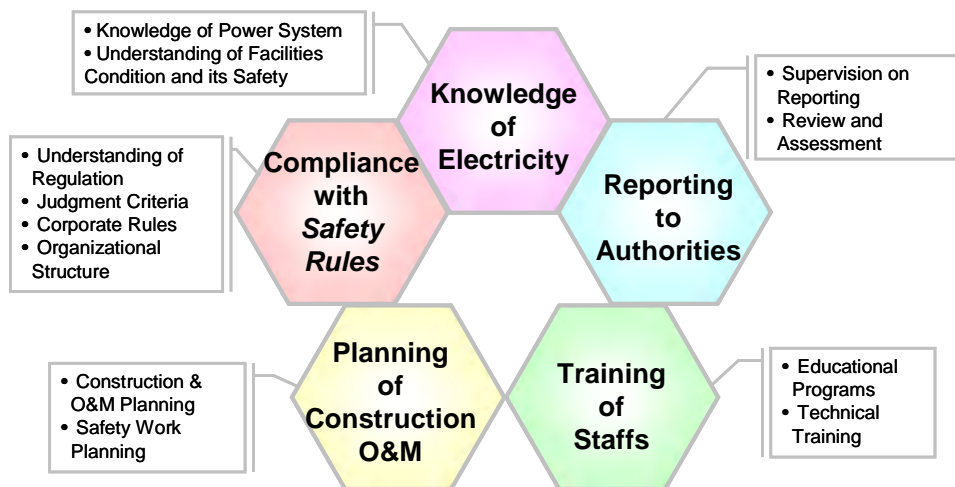 • Knowledge of Power System
• Understanding of Facilities
Condition and its Safety
Knowledge
of
Electricity
• Supervision on
Reporting
• Review and
Assessment
• Understanding of
Regulation
• Judgment Criteria
• Corporate Rules
• Organizational
Structure
Compliance
with
Safety
Rules
Reporting
to
Authorities
Planning
of
Construction
O&M
Training
of
Staffs
• Construction &
O&M Planning
• Safety Work
Planning
• Educational
Programs
• Technical
Training